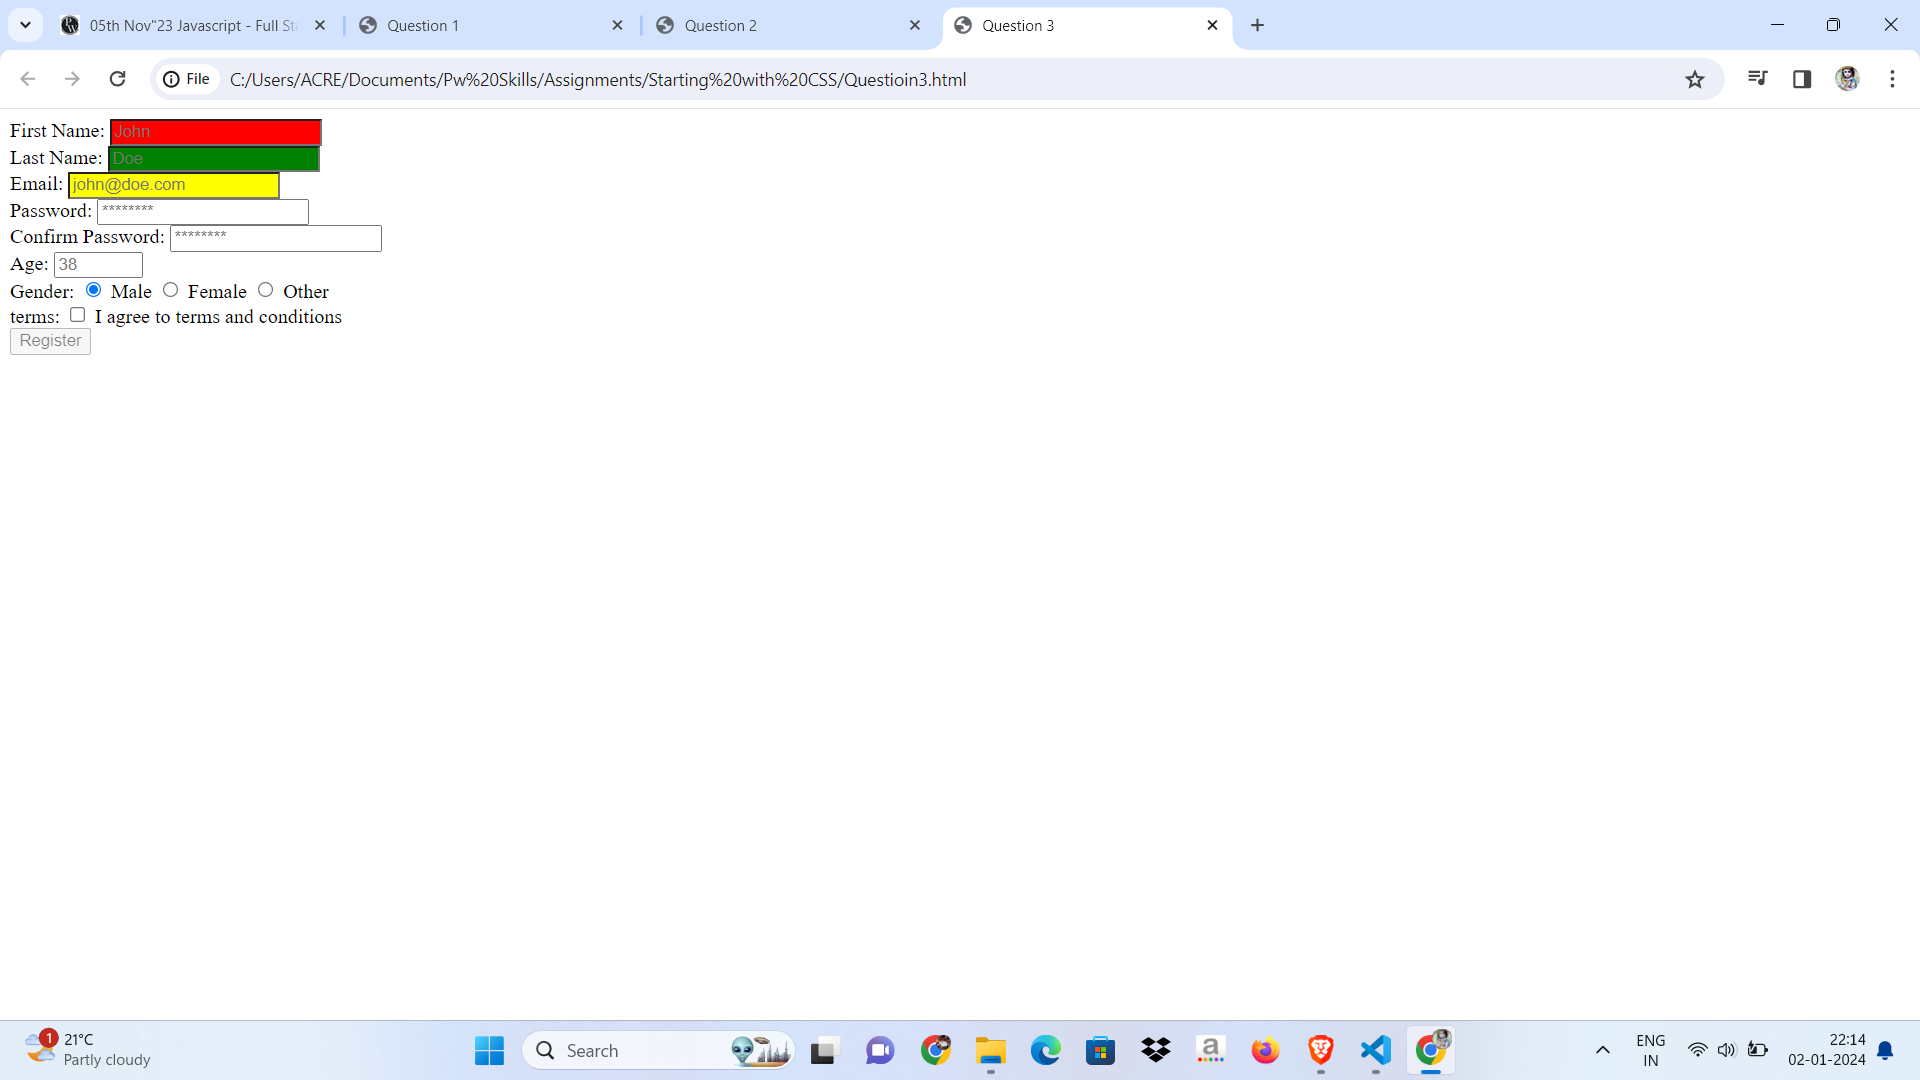 05th Nov"23 Javascript - Full Sta
Question 1
Question 2
Question 3
File
C:/Users/ACRE/Documents/Pw%20Skills/Assignments/Starting%20with%20CSS/Questioin3.html
First Name: John
Last Name: Doe
Email: john@doe.com
Password: ********
Confirm Password: ********
Age: 38
Gender: Male Female Other
terms: I agree to terms and conditions
Register
1
21°C
Partly cloudy
Search
a
ENG
IN
22:14
02-01-2024